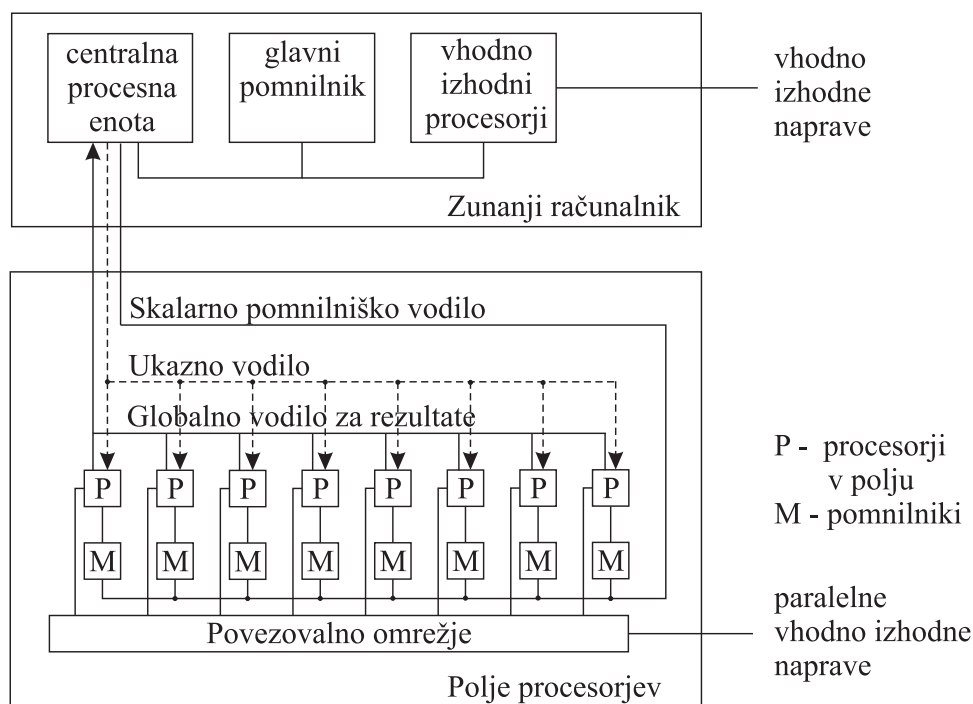 centralna
procesna
enota
glavni
pomnilnik
vhodno
izhodni
procesorji
vhodno
izhodne
naprave
Zunanji računalnik
Skalarno pomnilniško vodilo
Ukazno vodilo
Globalno vodilo za rezultate
P P P P P P P P
M M M M M M M M
P - procesorji
v polju
M - pomnilniki
Povezovalno omrežje
paralelne
vhodno izhodne
naprave
Polje procesorjev